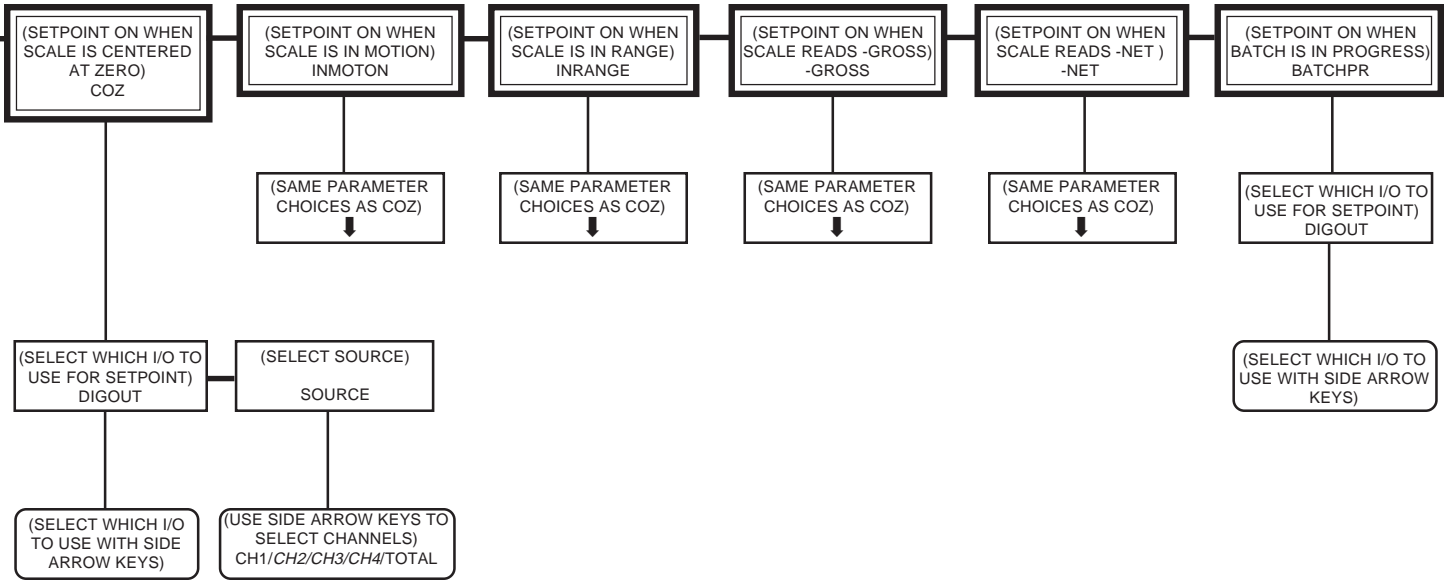 (SETPOINT ON WHEN
SCALE IS CENTERED
AT ZERO)
COZ
(SETPOINT ON WHEN
SCALE IS IN MOTION)
INMOTON
(SETPOINT ON WHEN
SCALE IS IN RANGE)
INRANGE
(SETPOINT ON WHEN
SCALE READS -GROSS)
-GROSS
(SETPOINT ON WHEN
SCALE READS -NET )
-NET
(SETPOINT ON WHEN
BATCH IS IN PROGRESS)
BATCHPR
(SAME PARAMETER
CHOICES AS COZ)
(SAME PARAMETER
CHOICES AS COZ)
(SAME PARAMETER
CHOICES AS COZ)
(SAME PARAMETER
CHOICES AS COZ)
(SELECT WHICH I/O TO
USE FOR SETPOINT)
DIGOUT
(SELECT WHICH I/O TO
USE FOR SETPOINT)
DIGOUT
(SELECT SOURCE)
SOURCE
(SELECT WHICH I/O TO
USE WITH SIDE ARROW
KEYS)
(SELECT WHICH I/O
TO USE WITH SIDE
ARROW KEYS)
(USE SIDE ARROW KEYS TO
SELECT CHANNELS)
CH1/CH2/CH3/CH4/TOTAL